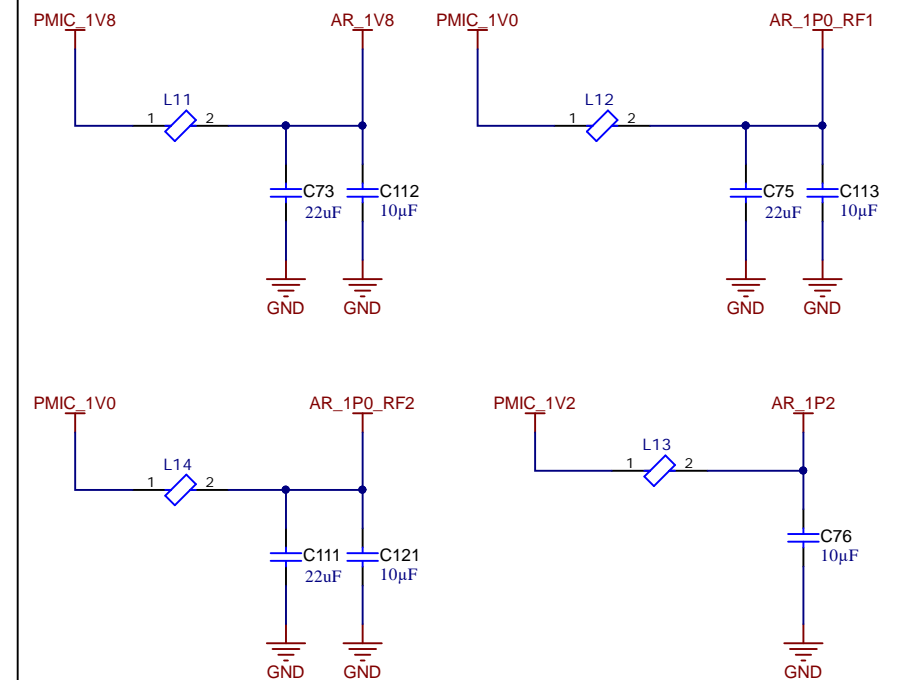 PMIC_1V8
AR_1V8
L11
1
2
C73
22uF
C112
10µF
GND
GND
PMIC_1V0
AR_1P0_RF1
L12
1
2
C75
22uF
C113
10µF
GND
GND
PMIC_1V0
AR_1P0_RF2
L14
1
2
C111
22uF
C121
10µF
GND
GND
PMIC_1V2
AR_1P2
L13
1
2
C76
10µF
GND